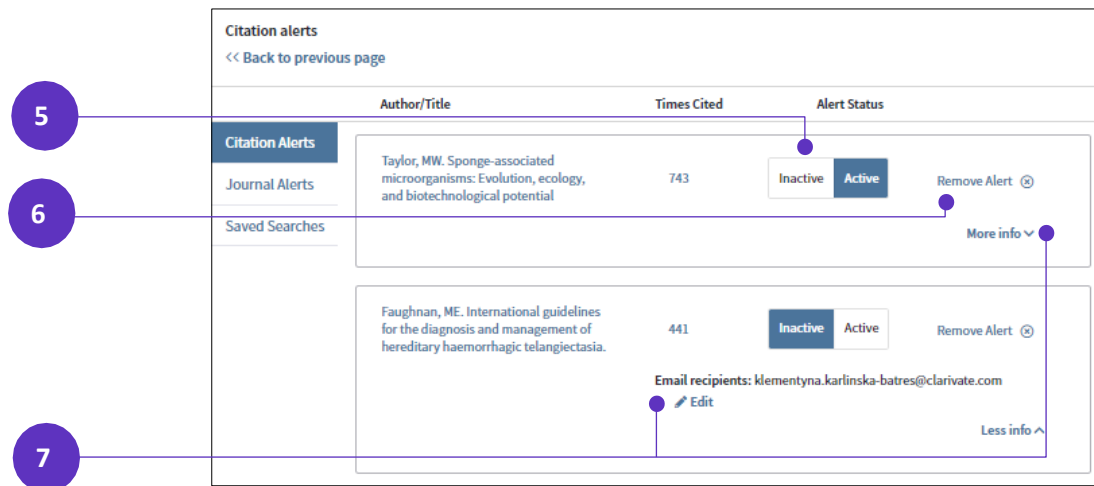 Citation alerts
<< Back to previous page
Author/Title Times Cited Alert Status
5
Citation Alerts
Journal Alerts
Saved Searches
6
Taylor, MW. Sponge-associated
microorganisms: Evolution, ecology,
and biotechnological potential
743
Inactive Active
Remove Alert
More info
Faughnan, ME. International guidelines
for the diagnosis and management of
hereditary haemorrhagic telangiectasia.
441
Inactive Active
Remove Alert
Email recipients: klementyna.karlinska-batres@clarivate.com
Edit
Less info
7